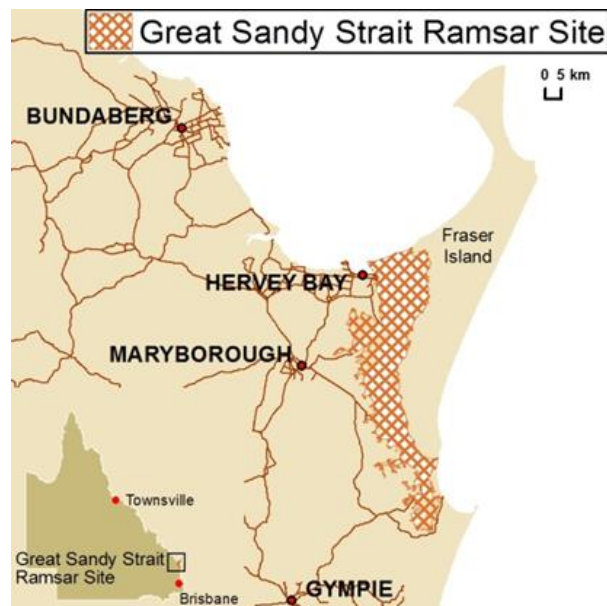 Great Sandy Strait Ramsar Site
0 5 km
BUNDABERG
Fraser
Island
HERVEY BAY
MARYBOROUGH
Townsville
Great Sandy Strait
Ramsar Site
Brisbane
GYMPIE